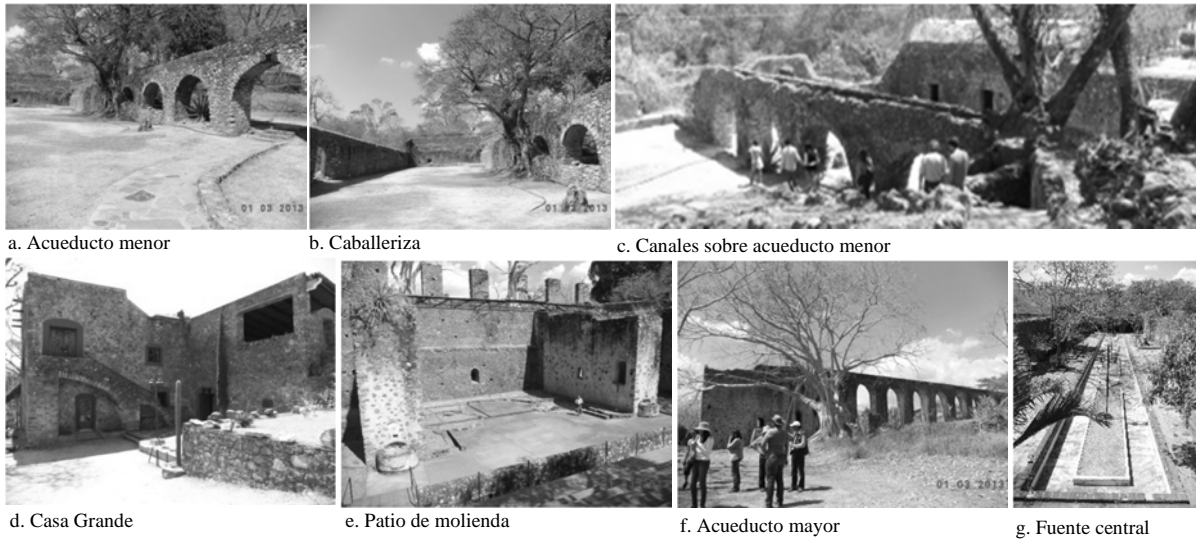 01 03 2013
01 03 2013
a. Acueducto menor
b. Caballeriza
c. Canales sobre acueducto menor
01 03 2013
d. Casa Grande
e. Patio de molienda
f. Acueducto mayor
g. Fuente central